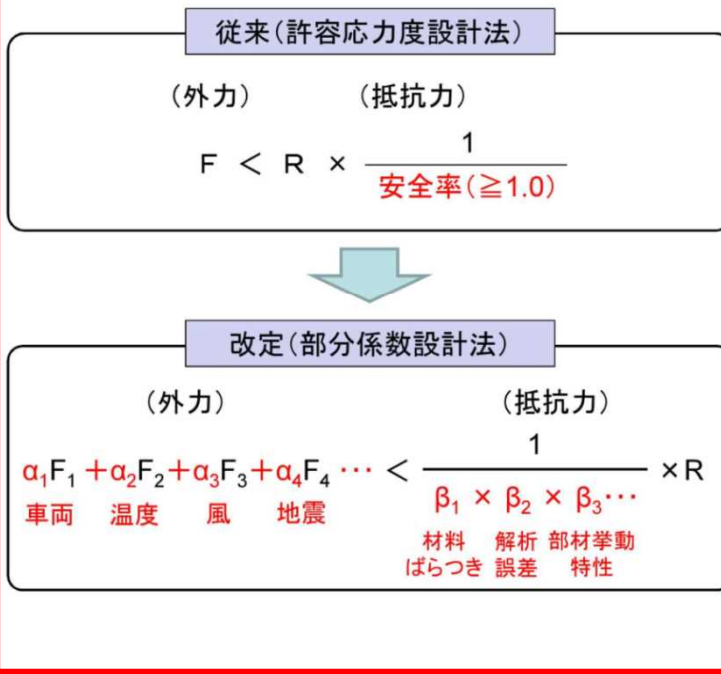 従来(許容応力度設計法)
(外力) (抵抗力)
F < R × 1
安全率(≧1.0)
改定(部分係数設計法)
(外力) (抵抗力)
1
α₁F₁ +α₂F₂+α₃F₃+α₄F₄ … < ×R
β₁ × β₂ × β₃…
車両 温度 風 地震
材料 解析 部材挙動
ばらつき 誤差 特性